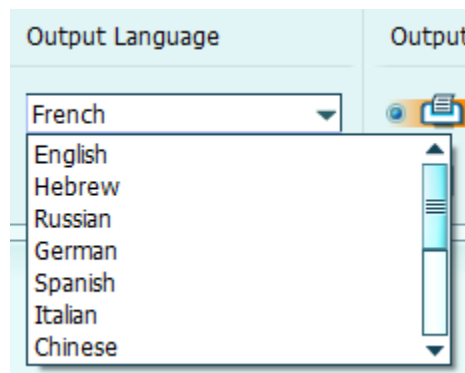 Output Language
Output
French
English
Hebrew
Russian
German
Spanish
Italian
Chinese